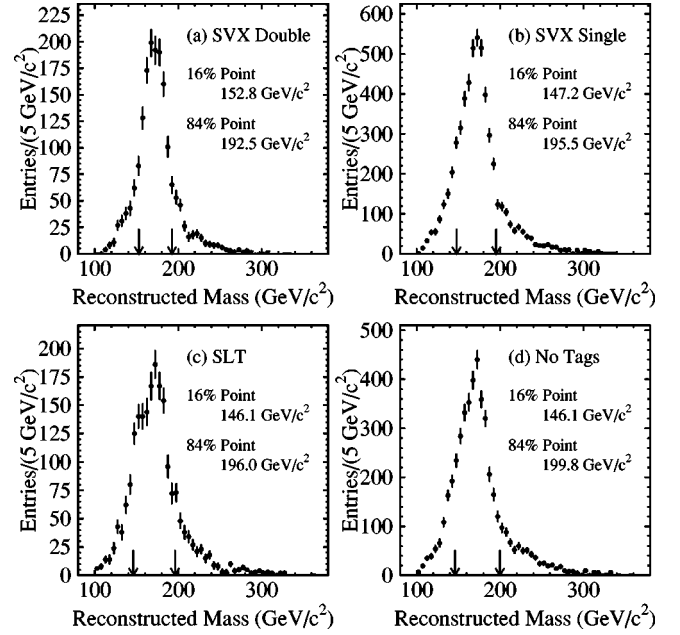 (a) SVX Double
16% Point
152.8 GeV/c²
84% Point
192.5 GeV/c²
Entries/(5 GeV/c²)
200
175
150
125
100
75
50
25
0
100 200 300
Reconstructed Mass (GeV/c²)
(b) SVX Single
16% Point
147.2 GeV/c²
84% Point
195.5 GeV/c²
Entries/(5 GeV/c²)
600
500
400
300
200
100
0
100 200 300
Reconstructed Mass (GeV/c²)
(c) SLT
16% Point
146.1 GeV/c²
84% Point
196.0 GeV/c²
Entries/(5 GeV/c²)
200
175
150
125
100
75
50
25
0
100 200 300
Reconstructed Mass (GeV/c²)
(d) No Tags
16% Point
146.1 GeV/c²
84% Point
199.8 GeV/c²
Entries/(5 GeV/c²)
500
400
300
200
100
0
100 200 300
Reconstructed Mass (GeV/c²)